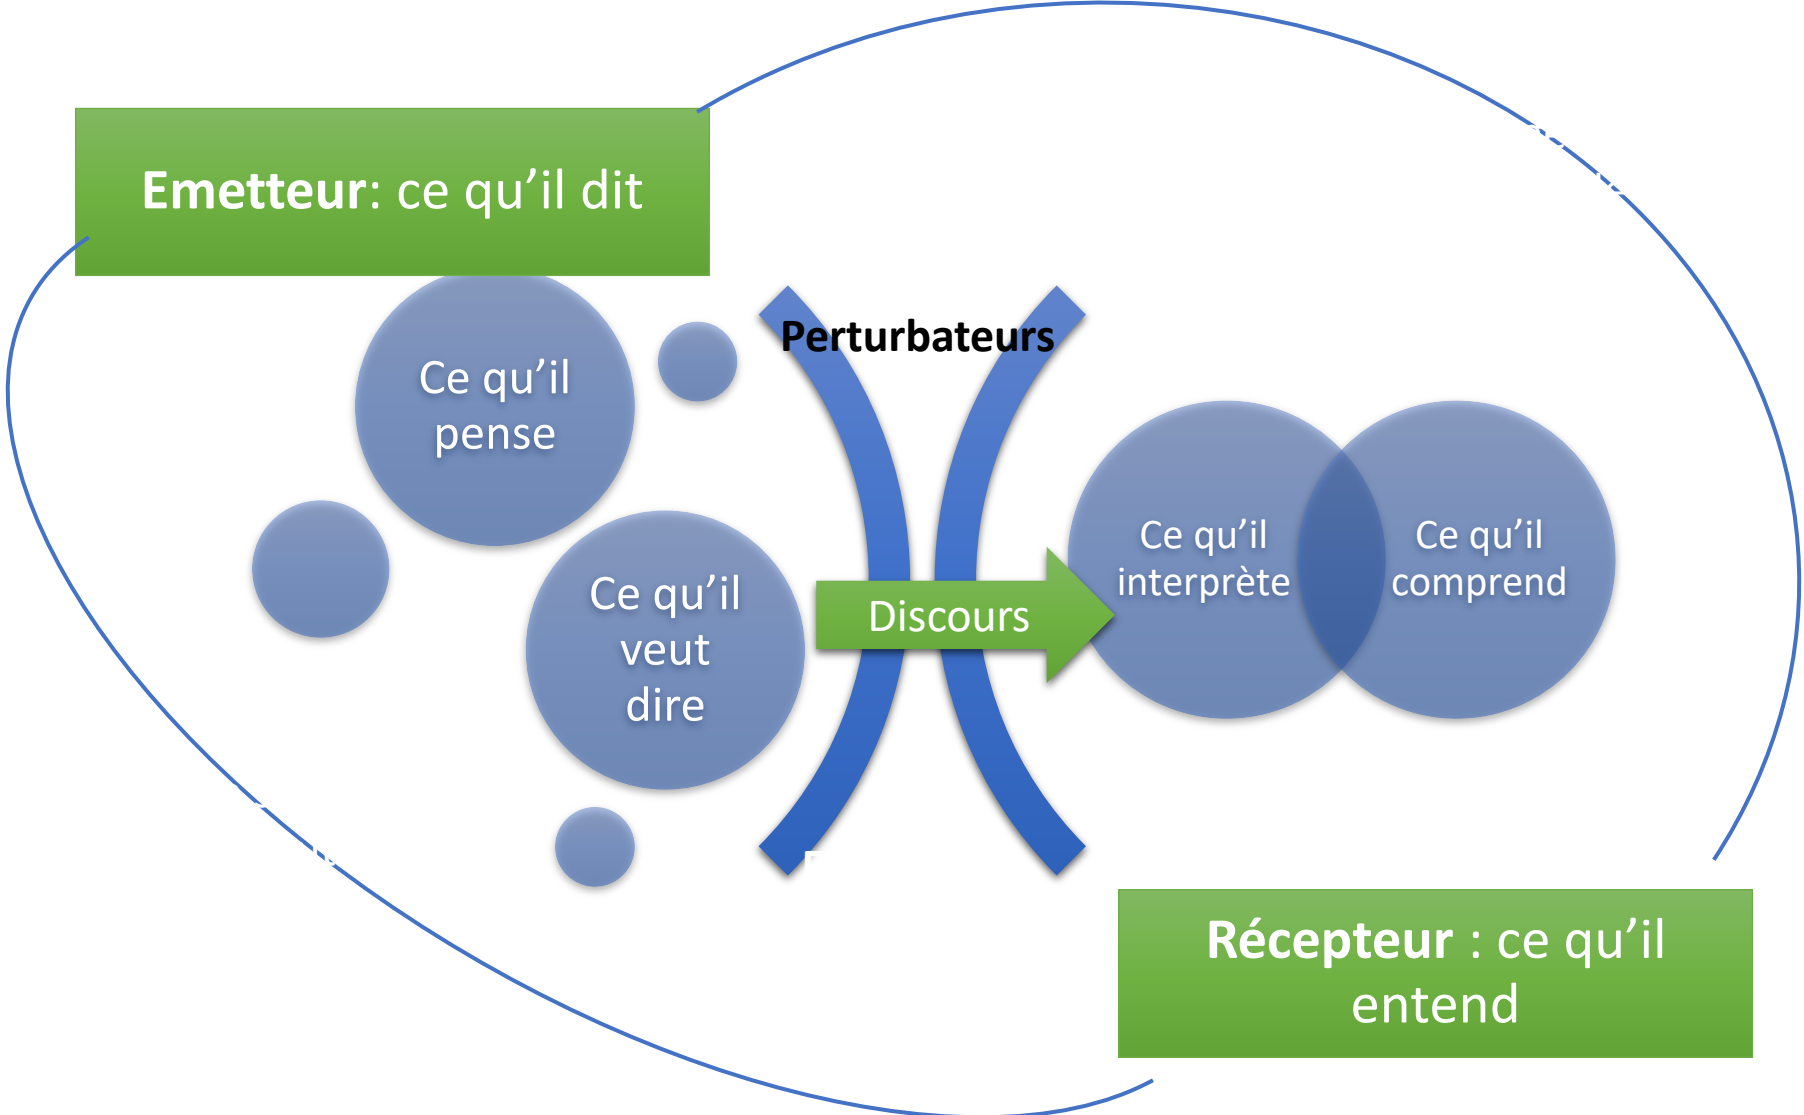 Emetteur: ce qu’il dit
Ce qu’il
pense
Ce qu’il
veut
dire
Perturbateurs
Discours
Ce qu’il
interprète
Ce qu’il
comprend
Récepteur : ce qu’il
entend